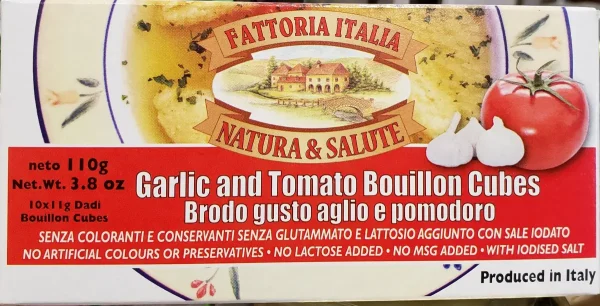 FATTORIA ITALIA
NATURA & SALUTE
neto 110g
Net.Wt. 3.8 oz
10x11g Dadi
Bouillon Cubes
Garlic and Tomato Bouillon Cubes
Brodo gusto aglio e pomodoro
SENZA COLORANTI E CONSERVANTI SENZA GLUTAMMATO E LATTOSIO AGGIUNTO CON SALE IODATO
NO ARTIFICIAL COLOURS OR PRESERVATIVES • NO LACTOSE ADDED • NO MSG ADDED • WITH IODISED SALT
Produced in Italy